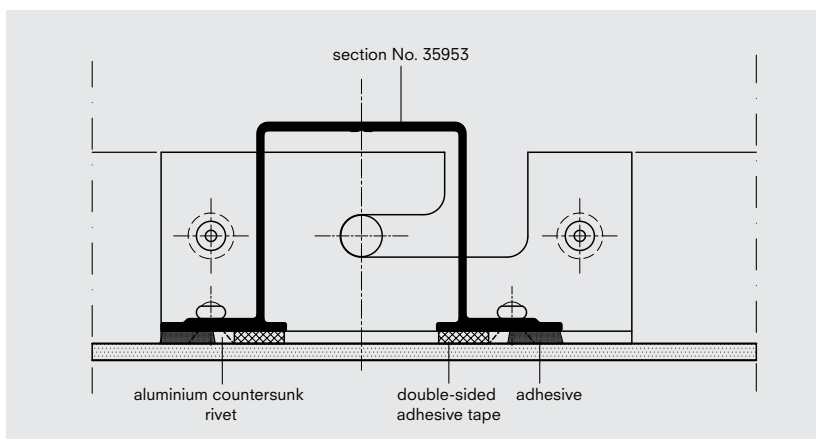 section No. 35953
aluminium countersunk
rivet
double-sided
adhesive tape
adhesive